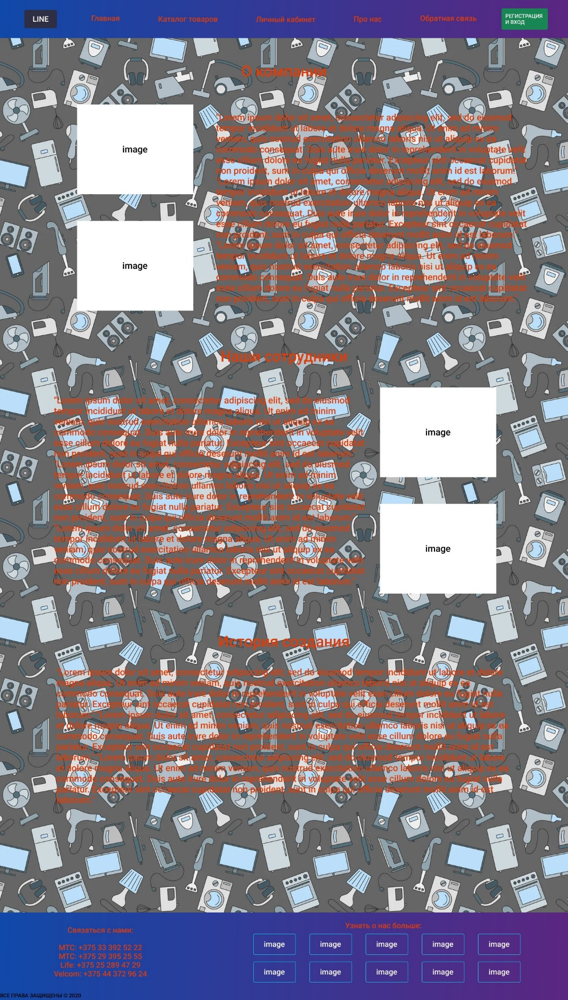 LINE
Главная
Каталог товаров
Личный кабинет
Про нас
Обратная связь
РЕГИСТРАЦИЯ
И ВХОД
О компании
image
image
"Lorem ipsum dolor sit amet, consectetur adipiscing elit, sed do eiusmod
tempor incididunt ut labore et dolore magna aliqua. Ut enim ad minim
veniam, quis nostrud exercitation ullamco laboris nisi ut aliquip ex ea
commodo consequat. Duis aute irure dolor in reprehenderit in voluptate velit
esse cillum dolore eu fugiat nulla pariatur. Excepteur sint occaecat cupidatat
non proident, sunt in culpa qui officia deserunt mollit anim id est laborum."
"Lorem ipsum dolor sit amet, consectetur adipiscing elit, sed do eiusmod
tempor incididunt ut labore et dolore magna aliqua. Ut enim ad minim
veniam, quis nostrud exercitation ullamco laboris nisi ut aliquip ex ea
commodo consequat. Duis aute irure dolor in reprehenderit in voluptate velit
esse cillum dolore eu fugiat nulla pariatur. Excepteur sint occaecat cupidatat
non proident, sunt in culpa qui officia deserunt mollit anim id est laborum."
"Lorem ipsum dolor sit amet, consectetur adipiscing elit, sed do eiusmod
tempor incididunt ut labore et dolore magna aliqua. Ut enim ad minim
veniam, quis nostrud exercitation ullamco laboris nisi ut aliquip ex ea
commodo consequat. Duis aute irure dolor in reprehenderit in voluptate velit
esse cillum dolore eu fugiat nulla pariatur. Excepteur sint occaecat cupidatat
non proident, sunt in culpa qui officia deserunt mollit anim id est laborum."
Наши сотрудники
"Lorem ipsum dolor sit amet, consectetur adipiscing elit, sed do eiusmod
tempor incididunt ut labore et dolore magna aliqua. Ut enim ad minim
veniam, quis nostrud exercitation ullamco laboris nisi ut aliquip ex ea
commodo consequat. Duis aute irure dolor in reprehenderit in voluptate velit
esse cillum dolore eu fugiat nulla pariatur. Excepteur sint occaecat cupidatat
non proident, sunt in culpa qui officia deserunt mollit anim id est laborum."
"Lorem ipsum dolor sit amet, consectetur adipiscing elit, sed do eiusmod
tempor incididunt ut labore et dolore magna aliqua. Ut enim ad minim
veniam, quis nostrud exercitation ullamco laboris nisi ut aliquip ex ea
commodo consequat. Duis aute irure dolor in reprehenderit in voluptate velit
esse cillum dolore eu fugiat nulla pariatur. Excepteur sint occaecat cupidatat
non proident, sunt in culpa qui officia deserunt mollit anim id est laborum."
"Lorem ipsum dolor sit amet, consectetur adipiscing elit, sed do eiusmod
tempor incididunt ut labore et dolore magna aliqua. Ut enim ad minim
veniam, quis nostrud exercitation ullamco laboris nisi ut aliquip ex ea
commodo consequat. Duis aute irure dolor in reprehenderit in voluptate velit
esse cillum dolore eu fugiat nulla pariatur. Excepteur sint occaecat cupidatat
non proident, sunt in culpa qui officia deserunt mollit anim id est laborum."
image
image
История создания
"Lorem ipsum dolor sit amet, consectetur adipiscing elit, sed do eiusmod tempor incididunt ut labore et dolore
magna aliqua. Ut enim ad minim veniam, quis nostrud exercitation ullamco laboris nisi ut aliquip ex ea
commodo consequat. Duis aute irure dolor in reprehenderit in voluptate velit esse cillum dolore eu fugiat nulla
pariatur. Excepteur sint occaecat cupidatat non proident, sunt in culpa qui officia deserunt mollit anim id est
laborum." "Lorem ipsum dolor sit amet, consectetur adipiscing elit, sed do eiusmod tempor incididunt ut labore
et dolore magna aliqua. Ut enim ad minim veniam, quis nostrud exercitation ullamco laboris nisi ut aliquip ex ea
commodo consequat. Duis aute irure dolor in reprehenderit in voluptate velit esse cillum dolore eu fugiat nulla
pariatur. Excepteur sint occaecat cupidatat non proident, sunt in culpa qui officia deserunt mollit anim id est
laborum." "Lorem ipsum dolor sit amet, consectetur adipiscing elit, sed do eiusmod tempor incididunt ut labore
et dolore magna aliqua. Ut enim ad minim veniam, quis nostrud exercitation ullamco laboris nisi ut aliquip ex ea
commodo consequat. Duis aute irure dolor in reprehenderit in voluptate velit esse cillum dolore eu fugiat nulla
pariatur. Excepteur sint occaecat cupidatat non proident, sunt in culpa qui officia deserunt mollit anim id est
laborum."
Связаться с нами:
МТС: +375 33 392 52 22
МТС: +375 29 395 25 55
Life: +375 25 289 47 29
Velcom: +375 44 372 96 24
Узнать о нас больше:
image
image
image
image
image
image
image
image
image
image
ВСЕ ПРАВА ЗАЩИЩЕНЫ © 2020